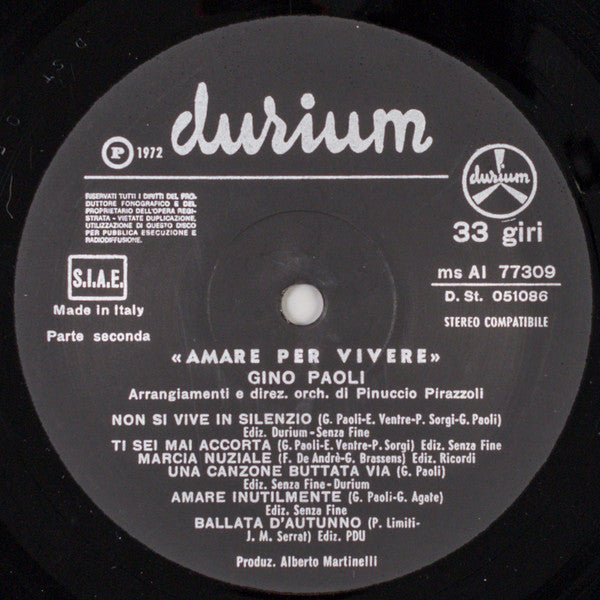 durium
P 1972
durium
RISERVATI TUTTI I DIRITTI DEL PRO-
DUTTORE FONOGRAFICO E DEL
PROPRIETARIO DELL'OPERA REGI-
STRATA - VIETATE DUPLICAZIONE,
UTILIZZAZIONE DI QUESTO DISCO
PER PUBBLICA ESECUZIONE E
RADIODIFFUSIONE.
33 giri
S.I.A.E.
ms AI 77309
D. St. 051086
Made in Italy
STEREO COMPATIBILE
Parte seconda
«AMARE PER VIVERE»
GINO PAOLI
Arrangiamenti e direz. orch. di Pinuccio Pirazzoli
NON SI VIVE IN SILENZIO (G. Paoli-E. Ventre-P. Sorgi-G. Paoli)
Ediz. Durium-Senza Fine
TI SEI MAI ACCORTA (G. Paoli-E. Ventre-P. Sorgi) Ediz. Senza Fine
MARCIA NUZIALE (F. De Andrè-G. Brassens) Ediz. Ricordi
UNA CANZONE BUTTATA VIA (G. Paoli)
Ediz. Senza Fine-Durium
AMARE INUTILMENTE (G. Paoli-G. Agate)
Ediz. Senza Fine
BALLATA D'AUTUNNO (P. Limiti-
J. M. Serrat) Ediz. PDU
Produz. Alberto Martinelli